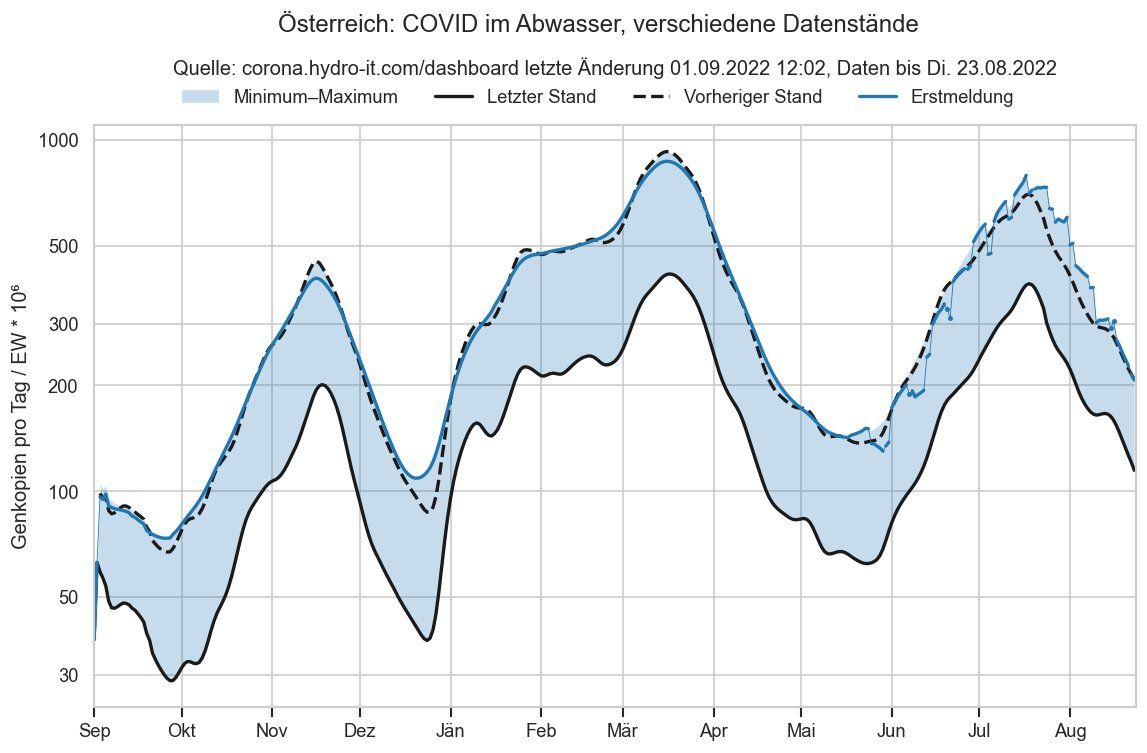 Österreich: COVID im Abwasser, verschiedene Datenstände
Quelle: corona.hydro-it.com/dashboard letzte Änderung 01.09.2022 12:02, Daten bis Di. 23.08.2022
Minimum–Maximum Letzter Stand Vorheriger Stand Erstmeldung
Genkopien pro Tag / EW * 10⁶
1000
500
300
200
100
50
30
Sep Okt Nov Dez Jän Feb Mär Apr Mai Jun Jul Aug